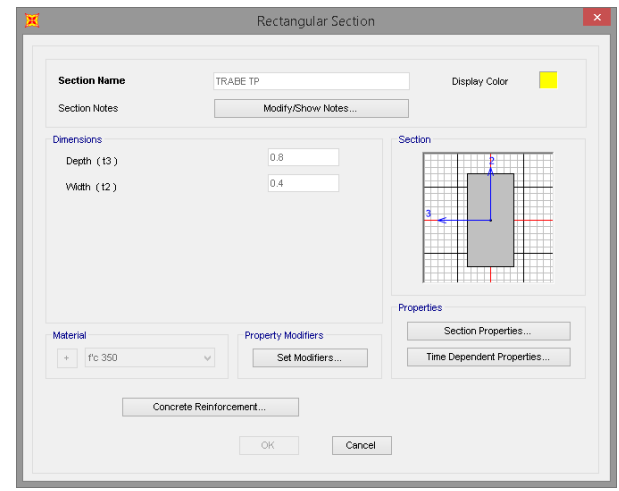 Rectangular Section
Section Name TRABE TP Display Color
Section Notes Modify/Show Notes...
Dimensions
Depth ( t3 ) 0.8
Width ( t2 ) 0.4
Section
2
3
Properties
Section Properties...
Time Dependent Properties...
Material
+ f'c 350
Property Modifiers
Set Modifiers...
Concrete Reinforcement...
OK Cancel